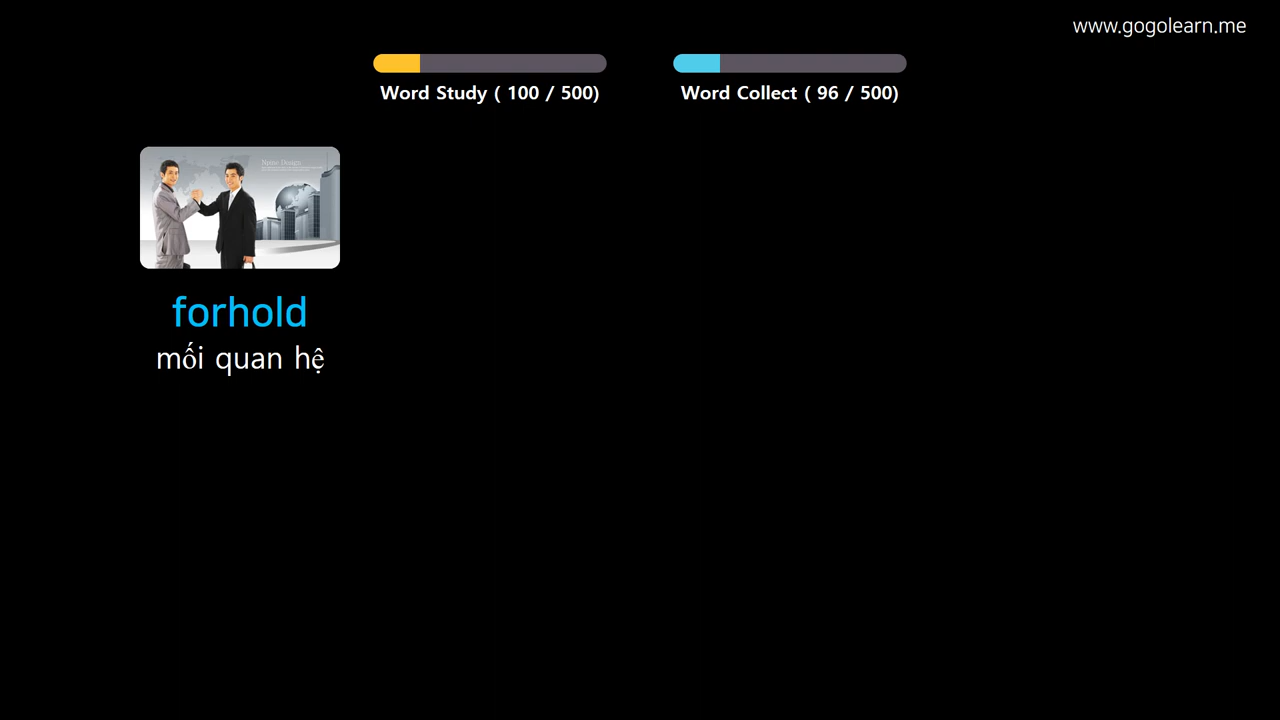 www.gogolearn.me
Word Study ( 100 / 500)
Word Collect ( 96 / 500)
forhold
mối quan hệ